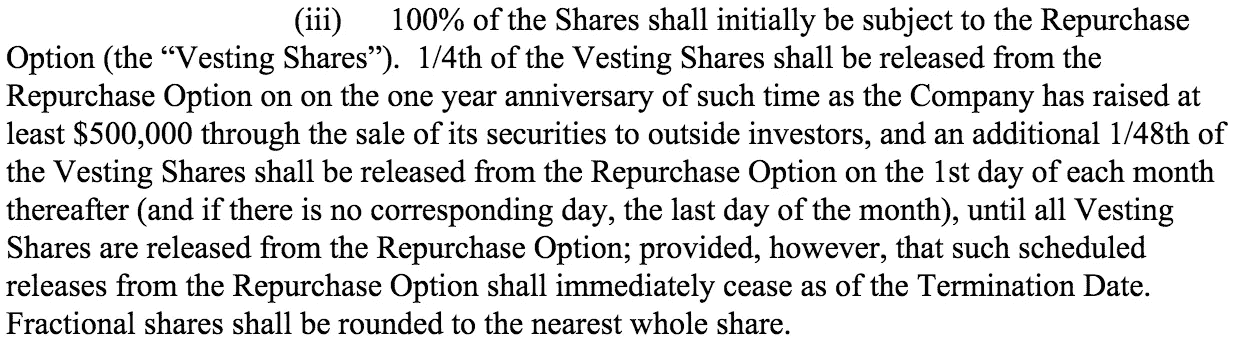 (iii) 100% of the Shares shall initially be subject to the Repurchase
Option (the “Vesting Shares”). 1/4th of the Vesting Shares shall be released from the
Repurchase Option on on the one year anniversary of such time as the Company has raised at
least $500,000 through the sale of its securities to outside investors, and an additional 1/48th of
the Vesting Shares shall be released from the Repurchase Option on the 1st day of each month
thereafter (and if there is no corresponding day, the last day of the month), until all Vesting
Shares are released from the Repurchase Option; provided, however, that such scheduled
releases from the Repurchase Option shall immediately cease as of the Termination Date.
Fractional shares shall be rounded to the nearest whole share.